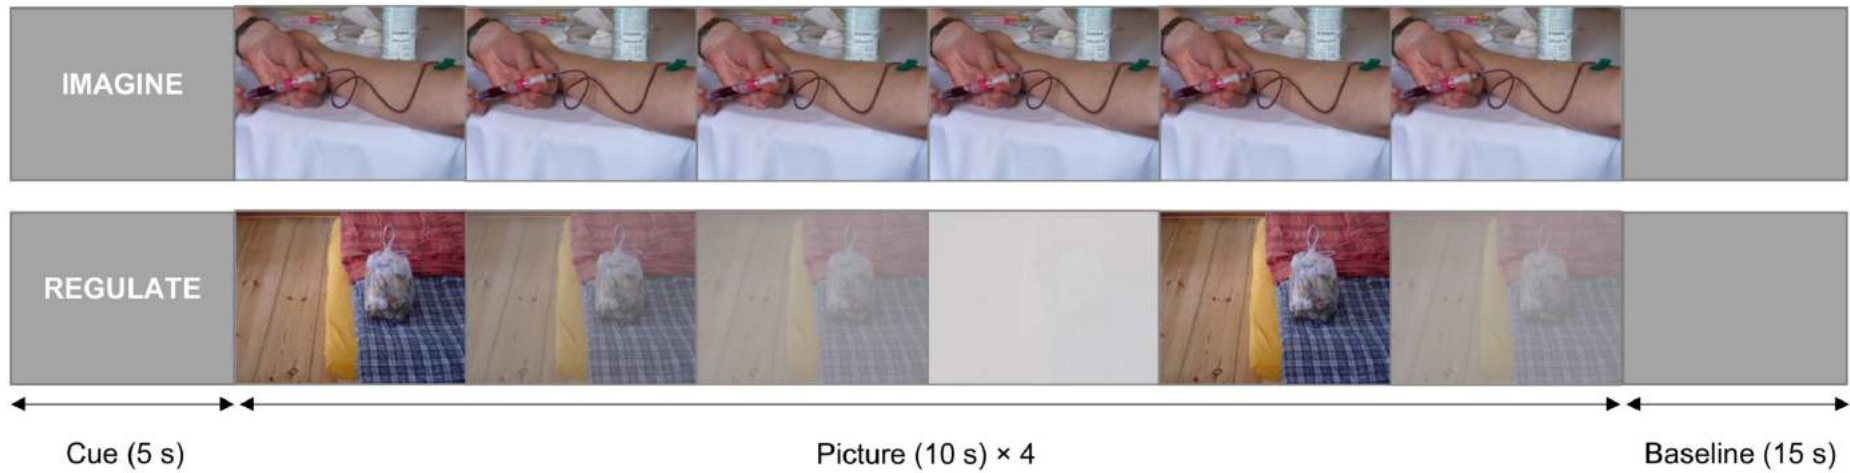 IMAGINE
REGULATE
Cue (5 s)
Picture (10 s) × 4
Baseline (15 s)